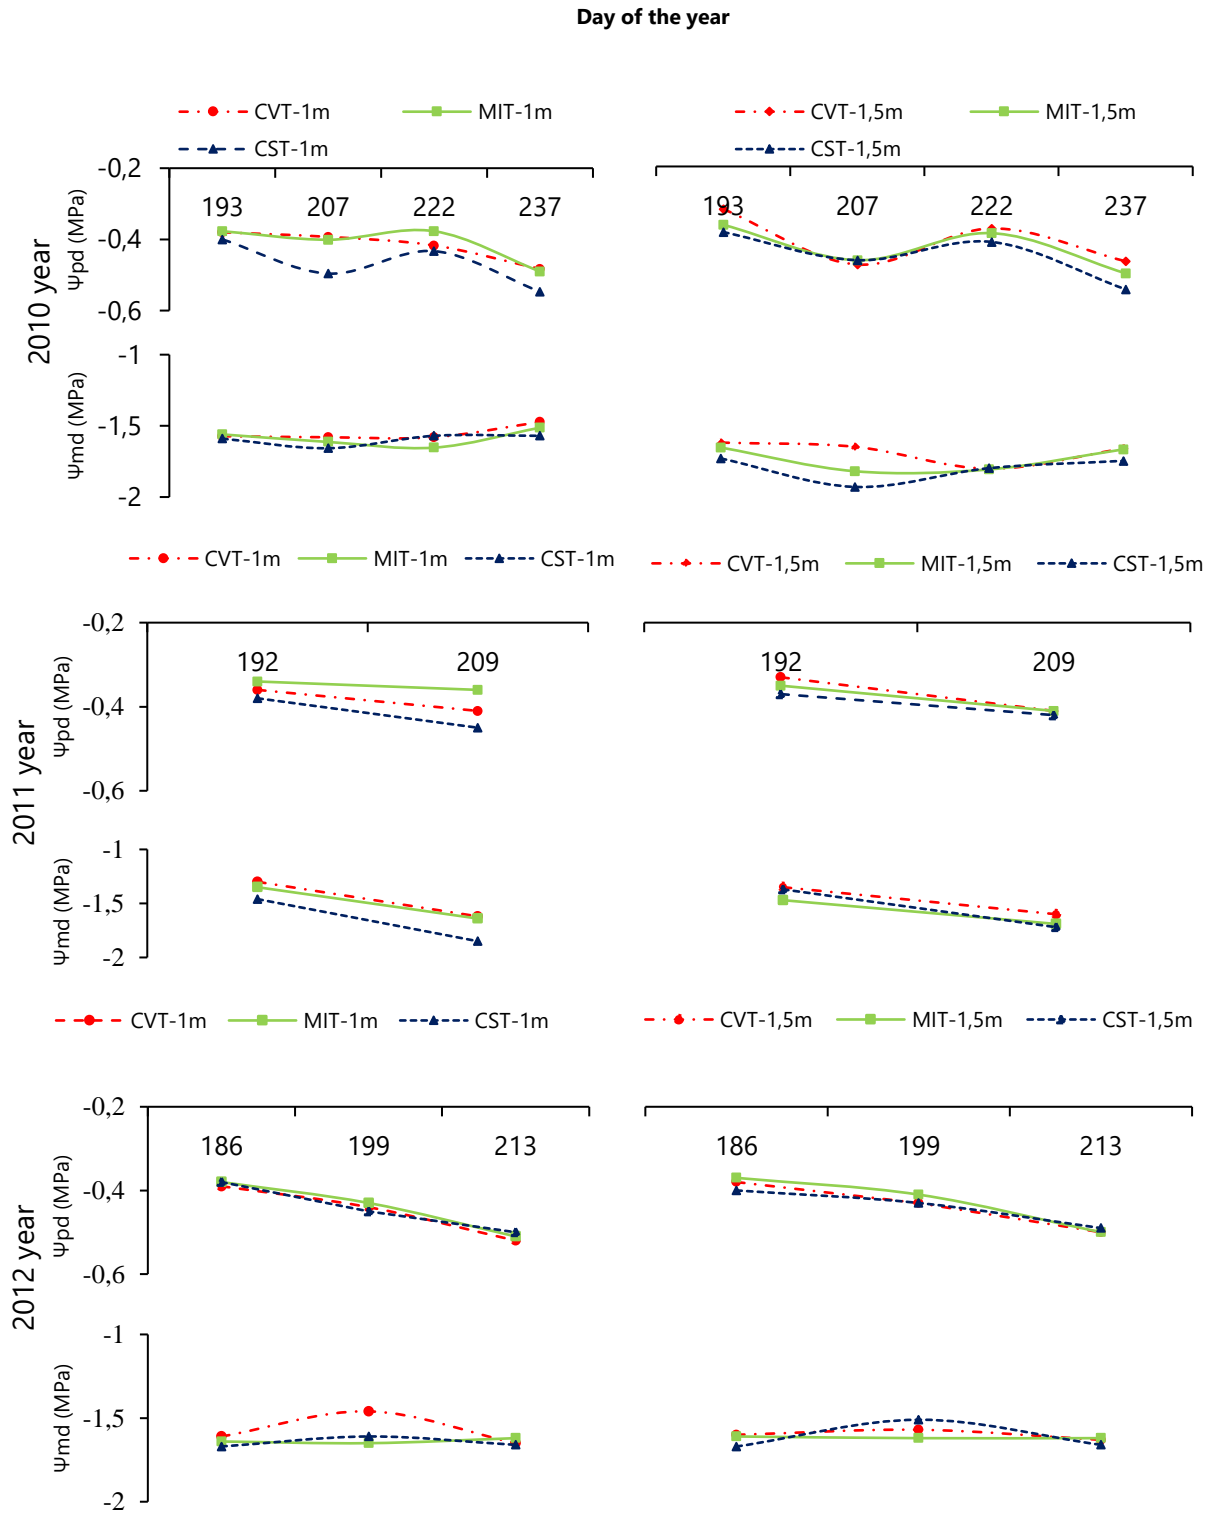 Day of the year
CVT-1m MIT-1m
CST-1m
CVT-1,5m MIT-1,5m
CST-1,5m
2010 year
Ψpd (MPa)
-0,2
-0,4
-0,6
193 207 222 237
193 207 222 237
Ψmd (MPa)
-1
-1,5
-2
CVT-1m MIT-1m CST-1m
CVT-1,5m MIT-1,5m CST-1,5m
2011 year
Ψpd (MPa)
-0,2
-0,4
-0,6
192 209
192 209
Ψmd (MPa)
-1
-1,5
-2
CVT-1m MIT-1m CST-1m
CVT-1,5m MIT-1,5m CST-1,5m
2012 year
Ψpd (MPa)
-0,2
-0,4
-0,6
186 199 213
186 199 213
Ψmd (MPa)
-1
-1,5
-2